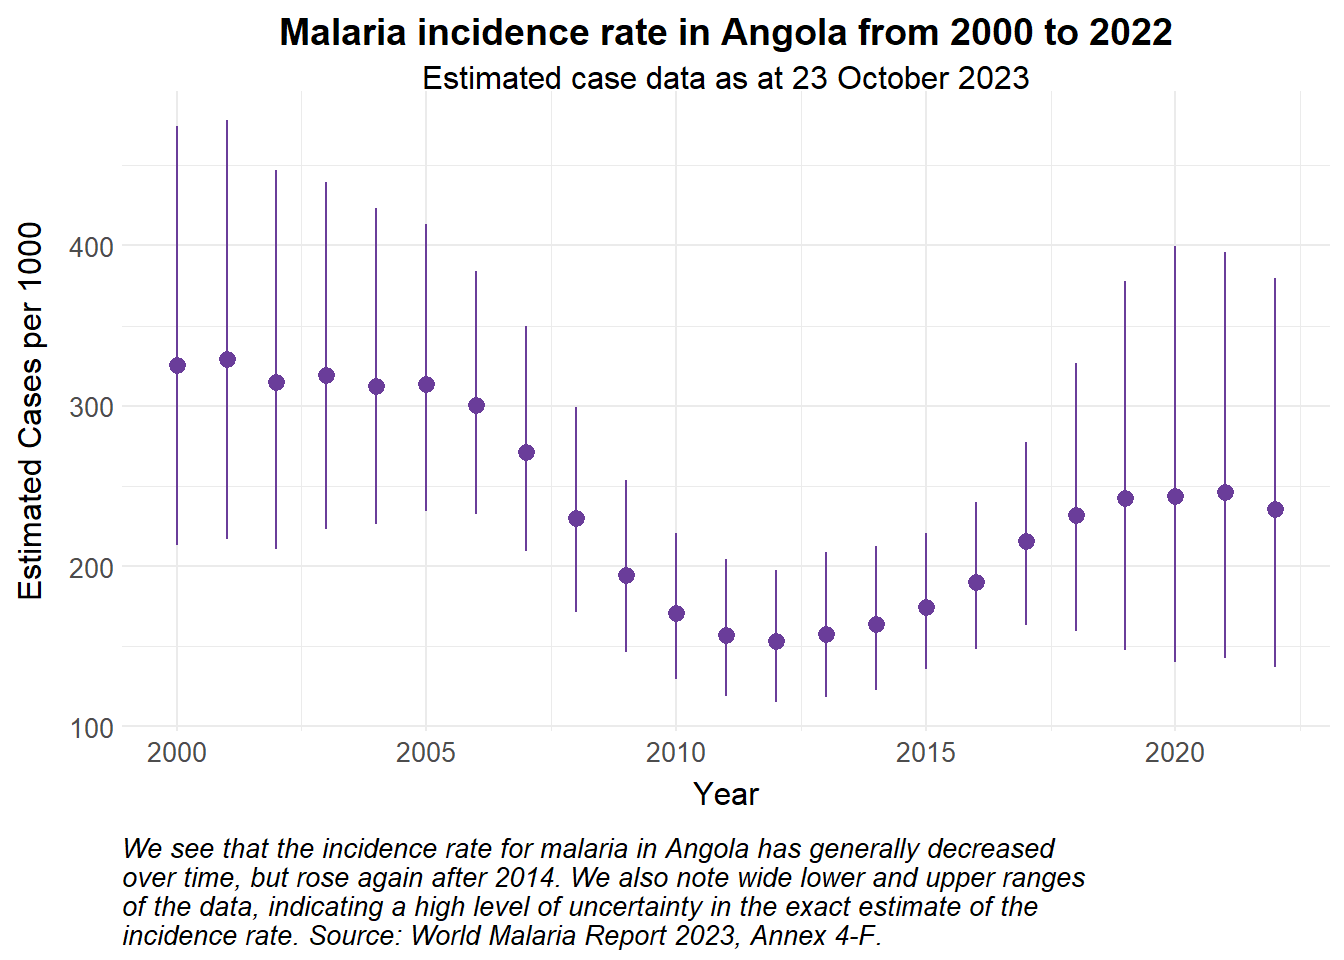 Malaria incidence rate in Angola from 2000 to 2022
Estimated case data as at 23 October 2023
Estimated Cases per 1000
400
300
200
100
2000
2005
2010
2015
2020
Year
We see that the incidence rate for malaria in Angola has generally decreased
over time, but rose again after 2014. We also note wide lower and upper ranges
of the data, indicating a high level of uncertainty in the exact estimate of the
incidence rate. Source: World Malaria Report 2023, Annex 4-F.